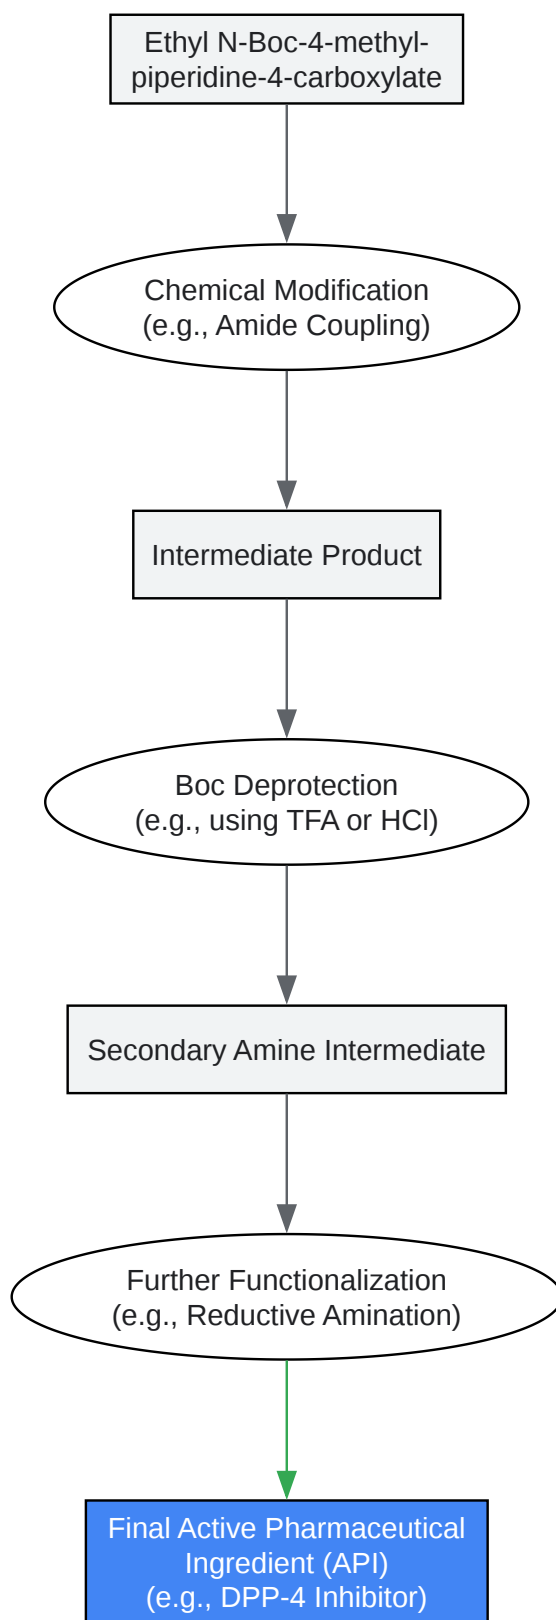 Ethyl N-Boc-4-methyl-
piperidine-4-carboxylate
Chemical Modification
(e.g., Amide Coupling)
Intermediate Product
Boc Deprotection
(e.g., using TFA or HCl)
Secondary Amine Intermediate
Further Functionalization
(e.g., Reductive Amination)
Final Active Pharmaceutical
Ingredient (API)
(e.g., DPP-4 Inhibitor)